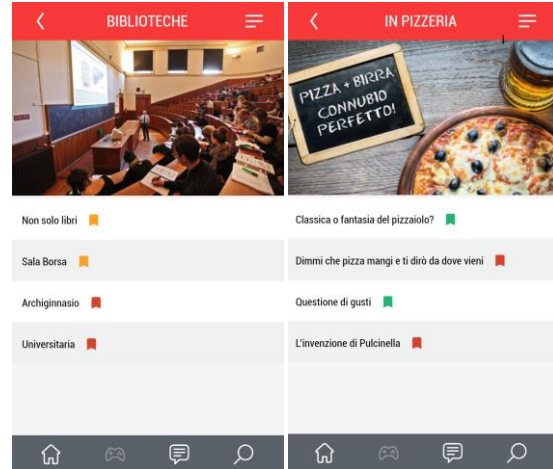 BIBLIOTECHE
Non solo libri
Sala Borsa
Archiginnasio
Universitaria
IN PIZZERIA
PIZZA + BIRRA
CONNUBIO
PERFETTO!
Classica o fantasia del pizzaiolo?
Dimmi che pizza mangi e ti dirò da dove vieni
Questione di gusti
L'invenzione di Pulcinella